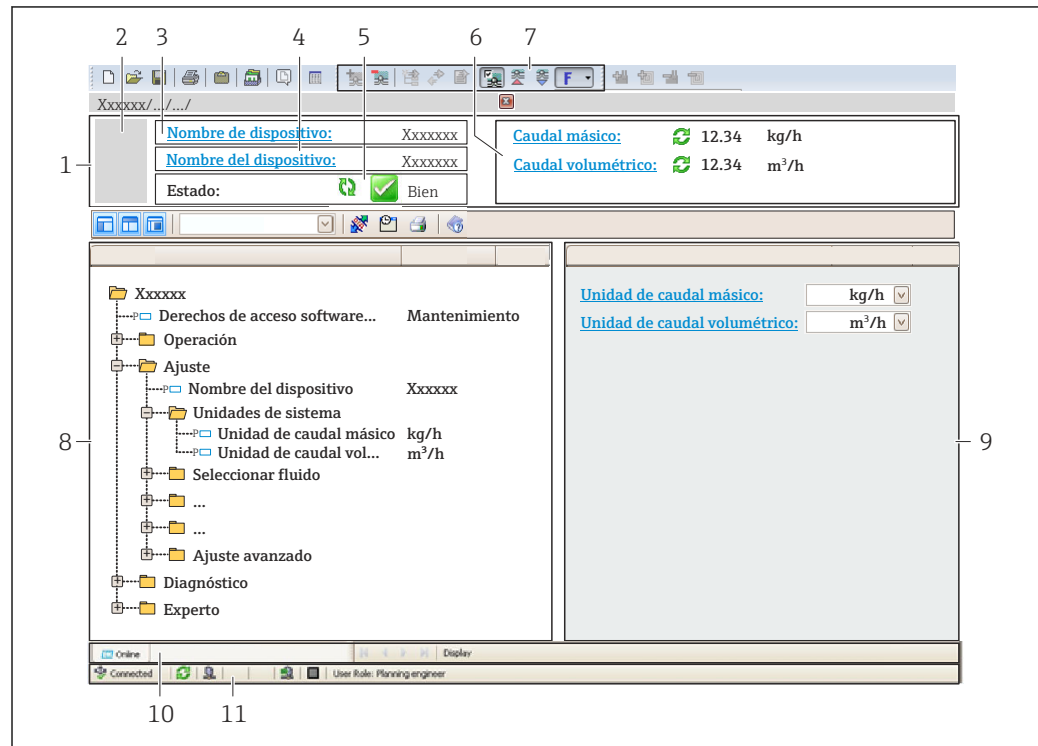 2 3 4 5 6 7
F
Xxxxxx/.../.../
1
Nombre de dispositivo: Xxxxxxx
Nombre del dispositivo: Xxxxxxx
Estado: Bien
Caudal másico: 12.34 kg/h
Caudal volumétrico: 12.34 m³/h
Xxxxxx
P Derechos de acceso software... Mantenimiento
Operación
Ajuste
P Nombre del dispositivo Xxxxxx
Unidades de sistema
P Unidad de caudal másico kg/h
P Unidad de caudal vol... m³/h
Seleccionar fluido
...
...
Ajuste avanzado
Diagnóstico
Experto
8
Unidad de caudal másico: kg/h
Unidad de caudal volumétrico: m³/h
9
Online Display
Connected User Role: Planning engineer
10 11